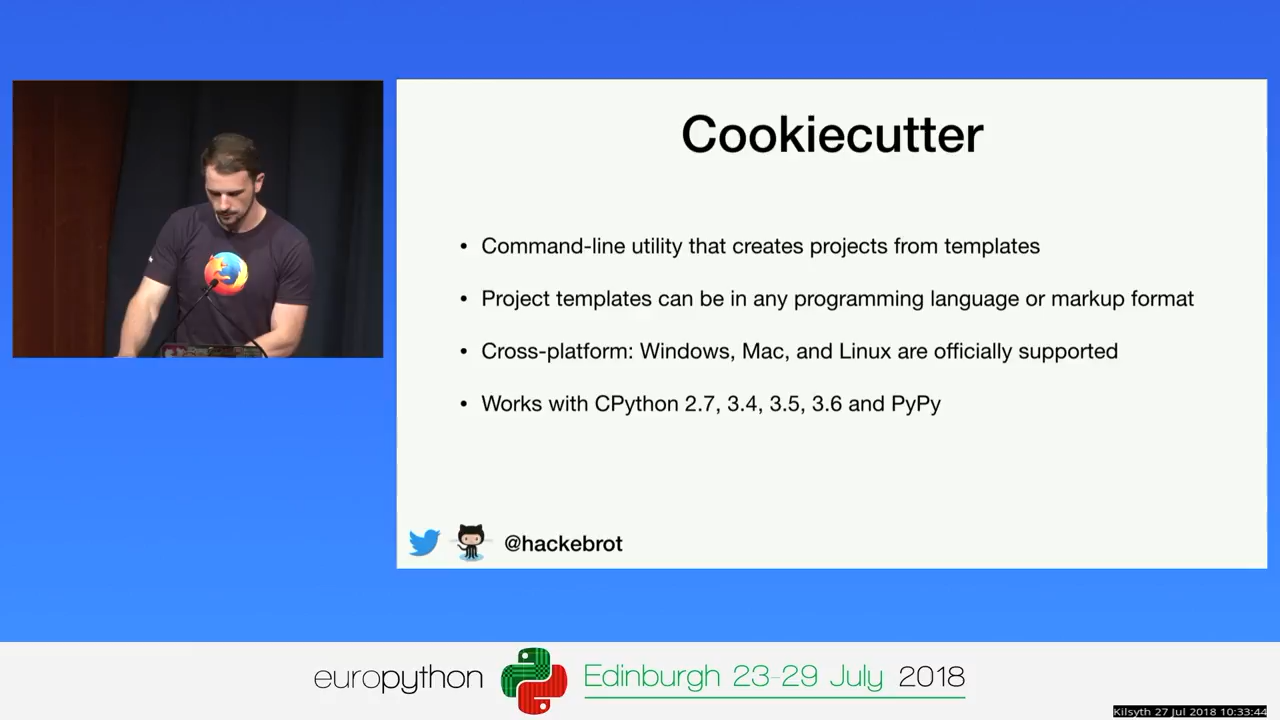 Cookiecutter
• Command-line utility that creates projects from templates
• Project templates can be in any programming language or markup format
• Cross-platform: Windows, Mac, and Linux are officially supported
• Works with CPython 2.7, 3.4, 3.5, 3.6 and PyPy
@hackebrot
europython Edinburgh 23-29 July 2018
Kilsyth 27 Jul 2018 10:33:44